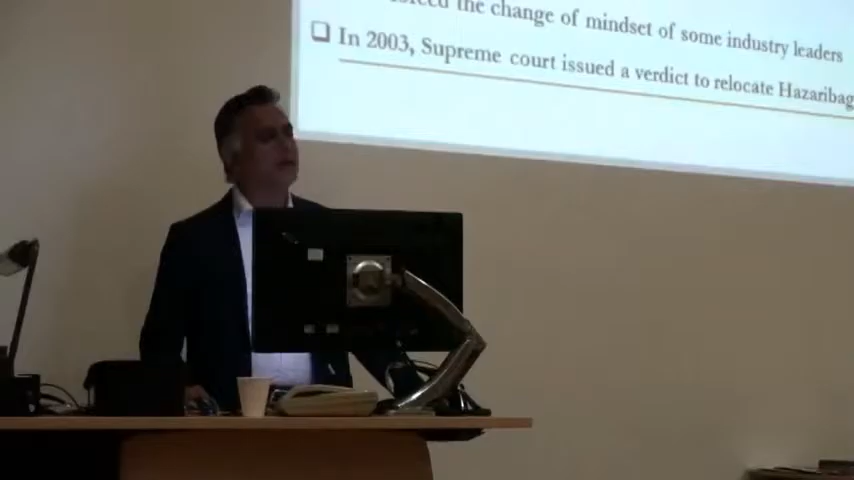 the change of mindset of some industry leaders
In 2003, Supreme court issued a verdict to relocate Hazaribag